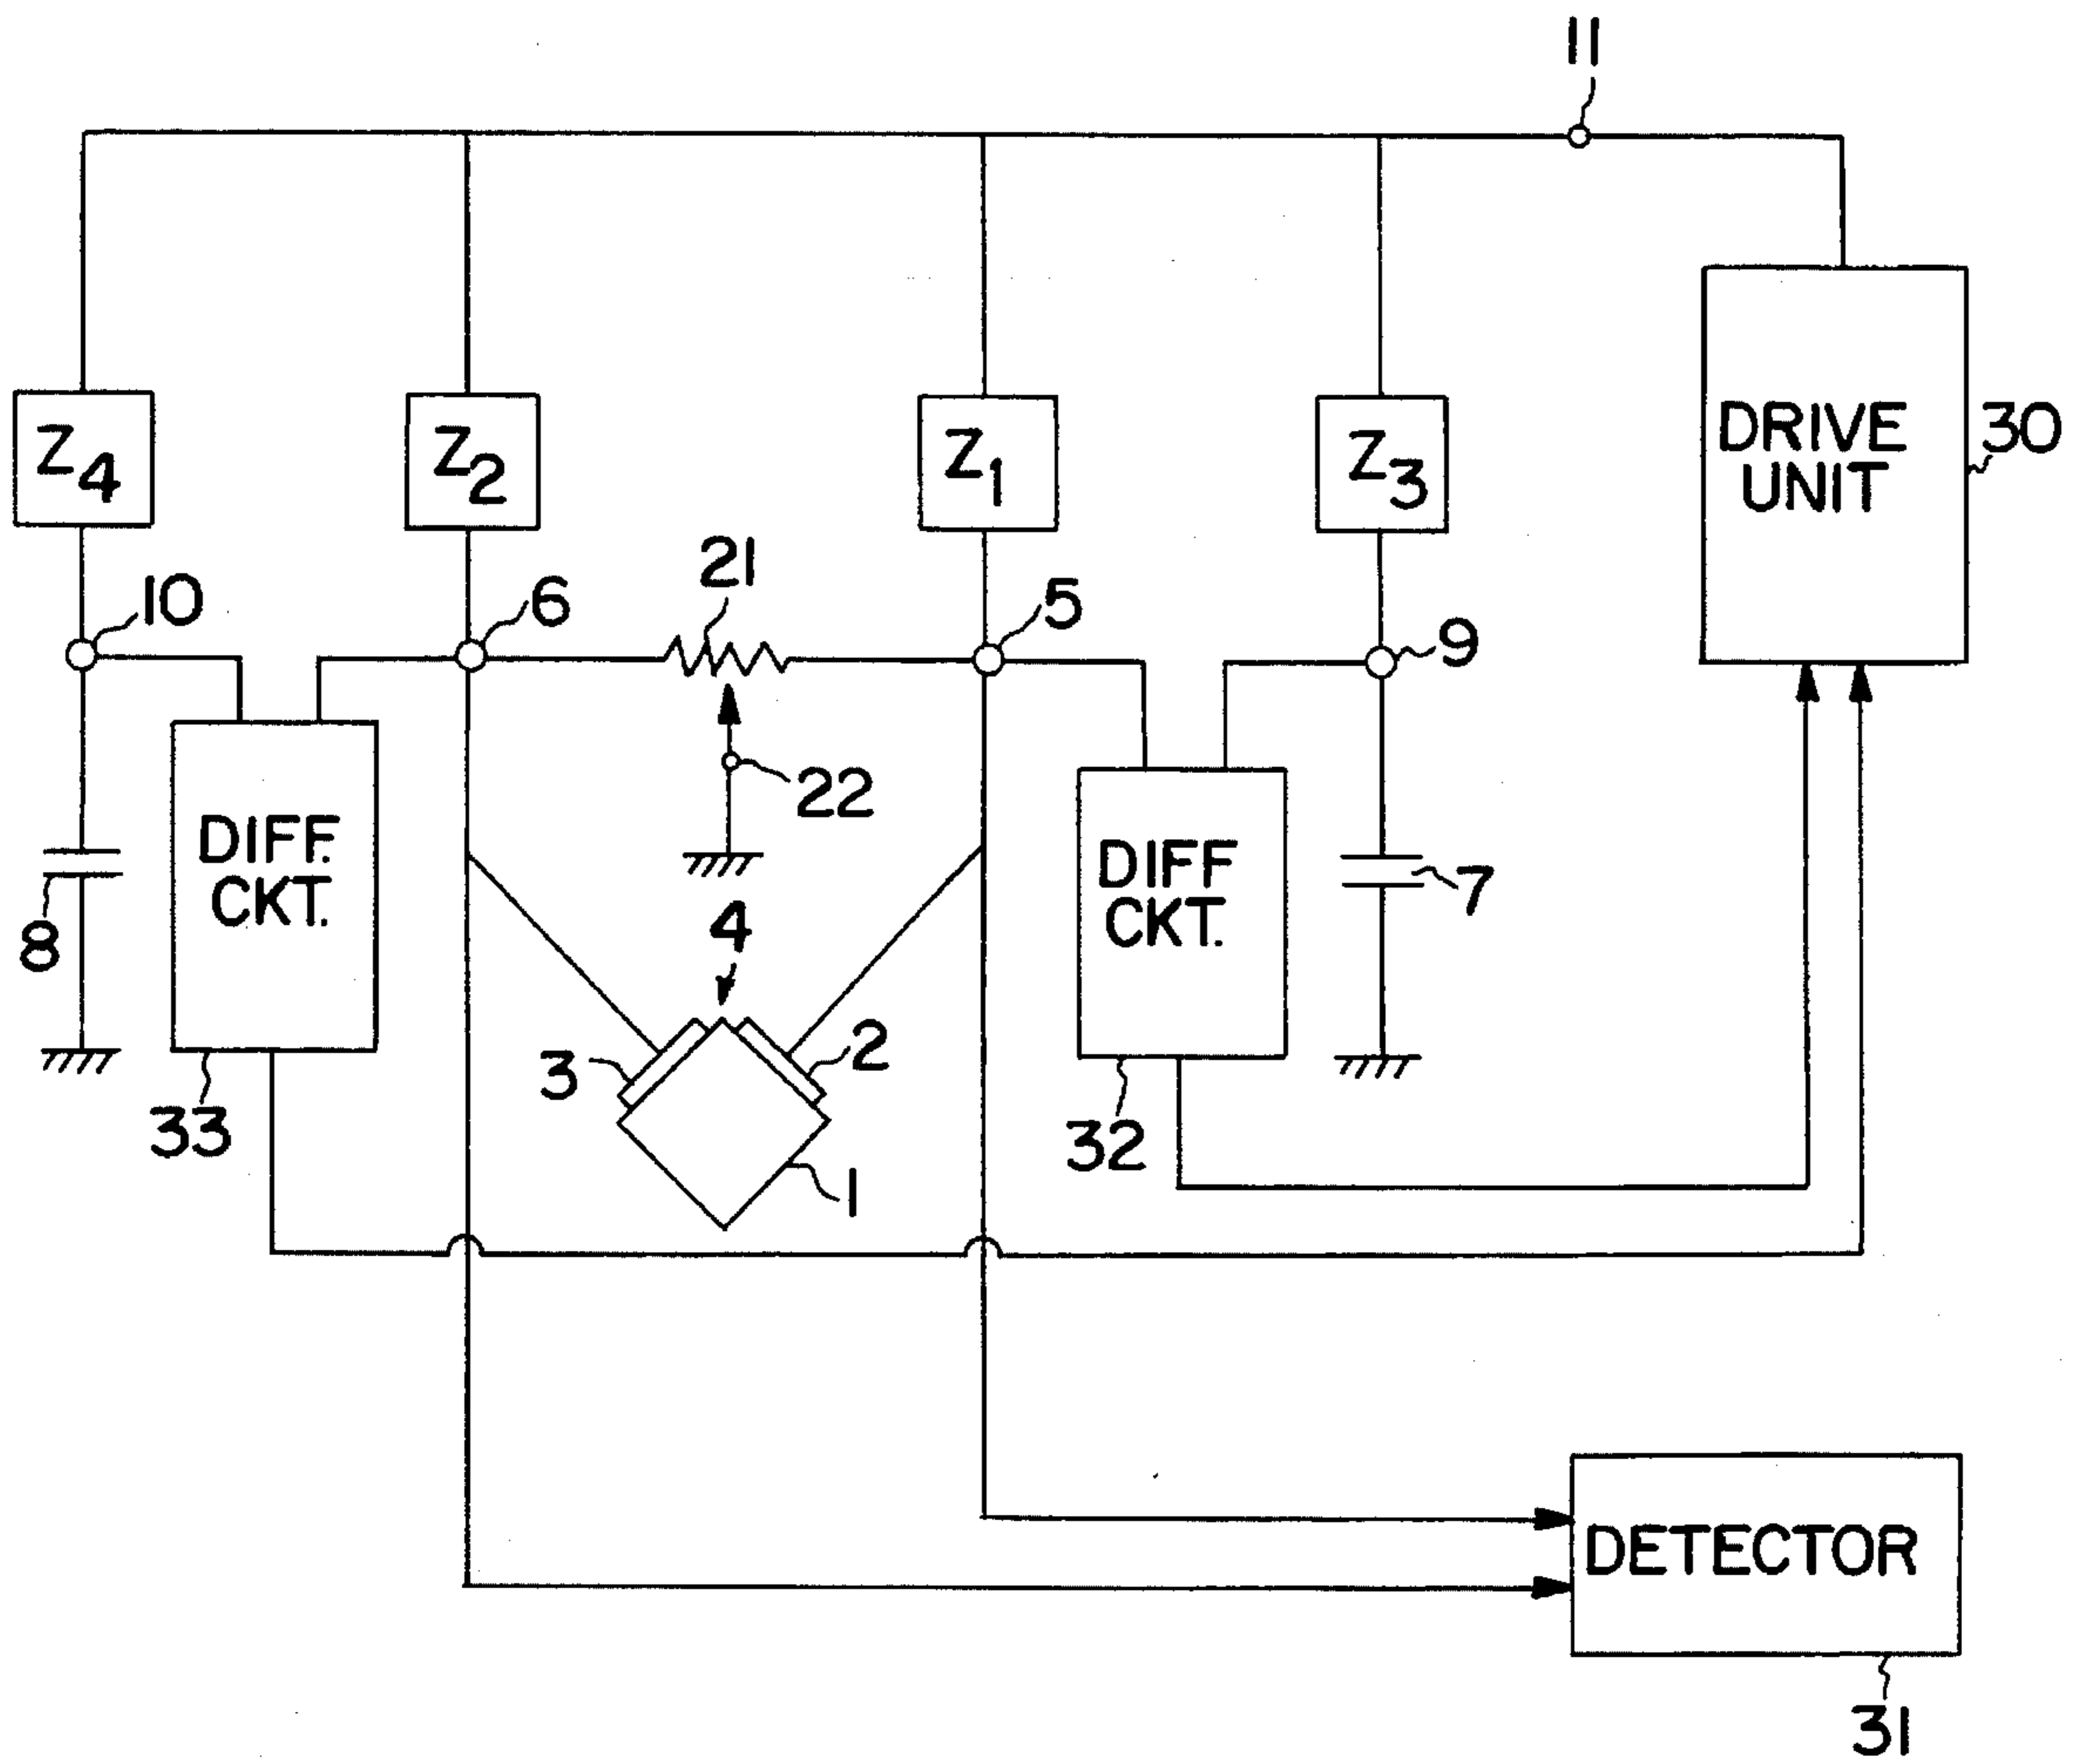 11
Z4
Z2
Z1
Z3
DRIVE
UNIT
30
10
6
21
5
9
22
DIFF.
CKT.
DIFF
CKT.
8
7
4
3
2
33
32
1
DETECTOR
31